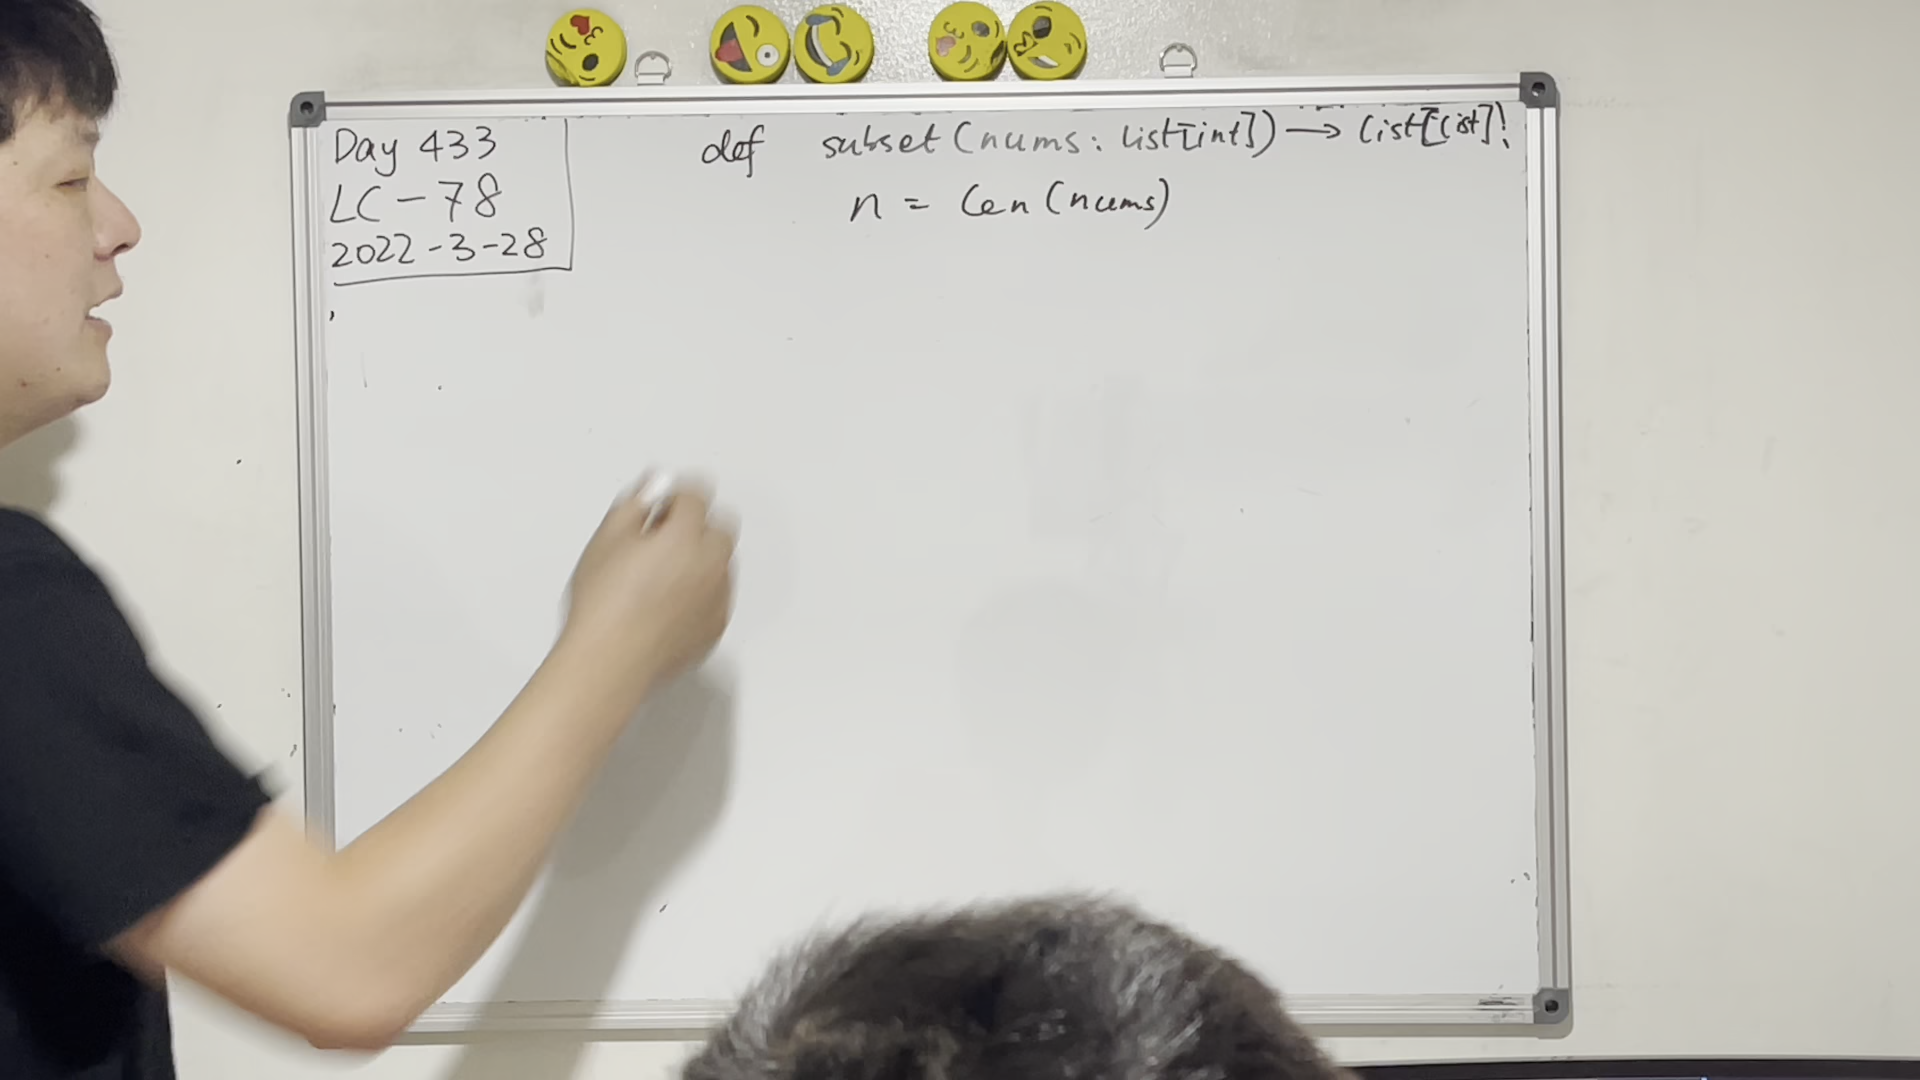 Day 433
LC-78
2022-3-28
def subset(nums: List[int]) → List[List]:
n = len(nums)